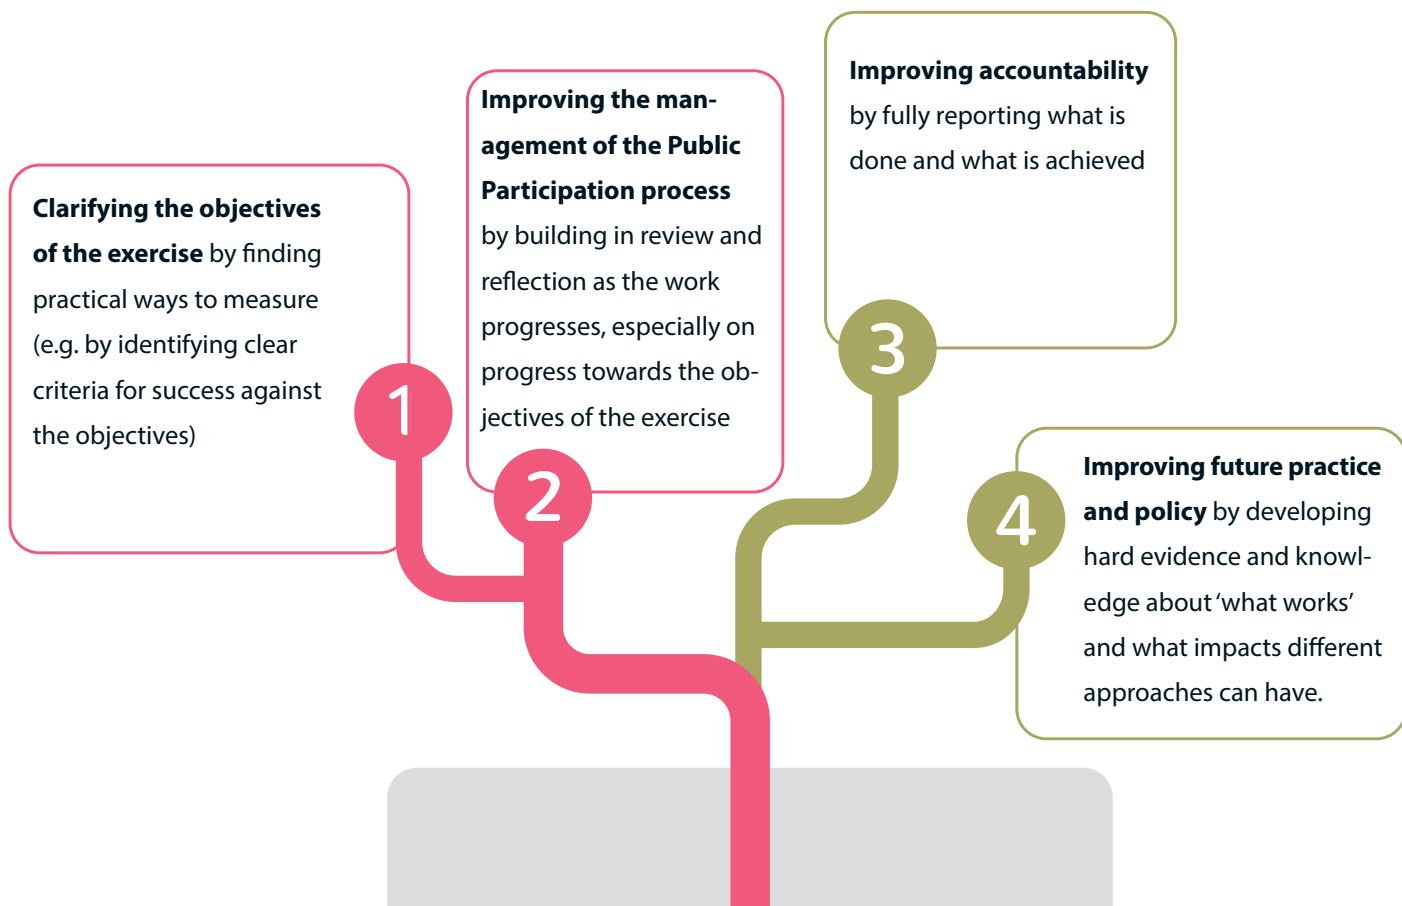 Clarifying the objectives
of the exercise by finding
practical ways to measure
(e.g. by identifying clear
criteria for success against
the objectives)
1
Improving the man-
agement of the Public
Participation process
by building in review and
reflection as the work
progresses, especially on
progress towards the ob-
jectives of the exercise
2
Improving accountability
by fully reporting what is
done and what is achieved
3
4
Improving future practice
and policy by developing
hard evidence and knowl-
edge about ‘what works’
and what impacts different
approaches can have.